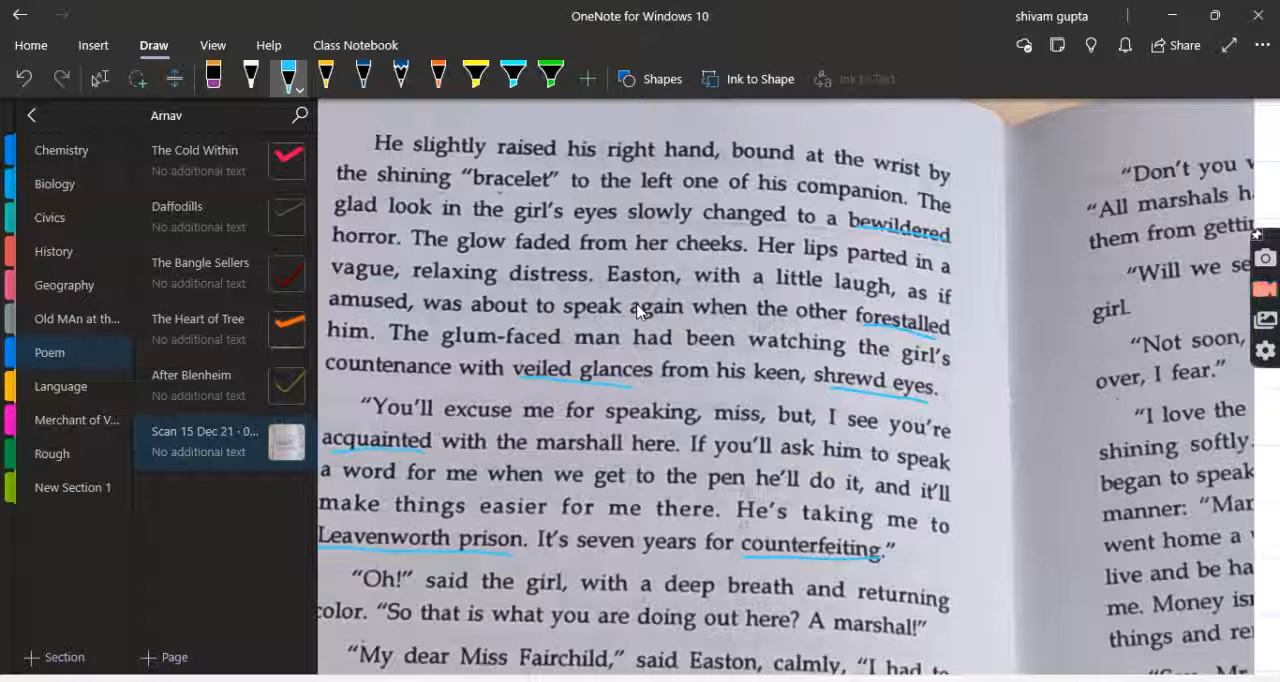 OneNote for Windows 10
shivam gupta
Home Insert Draw View Help Class Notebook
Share
Shapes Ink to Shape Ink to Text
Arnav
Chemistry
Biology
Civics
History
Geography
Old MAn at th...
Poem
Language
Merchant of V...
Rough
New Section 1
Section
The Cold Within
No additional text
Daffodills
No additional text
The Bangle Sellers
No additional text
The Heart of Tree
No additional text
After Blenheim
No additional text
Scan 15 Dec 21 · 0...
No additional text
Page
He slightly raised his right hand, bound at the wrist by
the shining “bracelet” to the left one of his companion. The
glad look in the girl’s eyes slowly changed to a bewildered
horror. The glow faded from her cheeks. Her lips parted in a
vague, relaxing distress. Easton, with a little laugh, as if
amused, was about to speak again when the other forestalled
him. The glum-faced man had been watching the girl’s
countenance with veiled glances from his keen, shrewd eyes.
“You’ll excuse me for speaking, miss, but, I see you’re
acquainted with the marshall here. If you’ll ask him to speak
a word for me when we get to the pen he’ll do it, and it’ll
make things easier for me there. He’s taking me to
Leavenworth prison. It’s seven years for counterfeiting.”
“Oh!” said the girl, with a deep breath and returning
color. “So that is what you are doing out here? A marshal!”
“My dear Miss Fairchild,” said Easton, calmly, “I had to
“Don’t you
“All marshals h
them from getti
“Will we se
girl.
“Not soon,
over, I fear.”
“I love the
shining softly.
began to speak
manner: “Mar
went home a
live and be ha
me. Money is
things and re